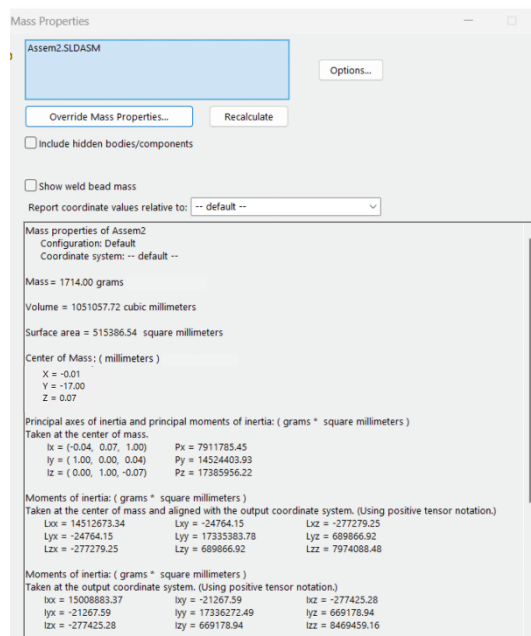 Mass Properties
Assem2.SLDASM
Options...
Override Mass Properties...
Recalculate
Include hidden bodies/components
Show weld bead mass
Report coordinate values relative to: -- default --
Mass properties of Assem2
Configuration: Default
Coordinate system: -- default --
Mass = 1714.00 grams
Volume = 1051057.72 cubic millimeters
Surface area = 515386.54 square millimeters
Center of Mass: ( millimeters )
X = -0.01
Y = -17.00
Z = 0.07
Principal axes of inertia and principal moments of inertia: ( grams * square millimeters )
Taken at the center of mass.
Ix = (-0.04, 0.07, 1.00) Px = 7911785.45
Iy = ( 1.00, 0.00, 0.04) Py = 14524403.93
Iz = ( 0.00, 1.00, -0.07) Pz = 17385956.22
Moments of inertia: ( grams * square millimeters )
Taken at the center of mass and aligned with the output coordinate system. (Using positive tensor notation.)
Lxx = 14512673.34 Lxy = -24764.15 Lxz = -277279.25
Lyx = -24764.15 Lyy = 17335383.78 Lyz = 689866.92
Lzx = -277279.25 Lzy = 689866.92 Lzz = 7974088.48
Moments of inertia: ( grams * square millimeters )
Taken at the output coordinate system. (Using positive tensor notation.)
Ixx = 15008883.37 Ixy = -21267.59 Ixz = -277425.28
Iyx = -21267.59 Iyy = 17336272.49 Iyz = 669178.94
Izx = -277425.28 Izy = 669178.94 Izz = 8469459.16